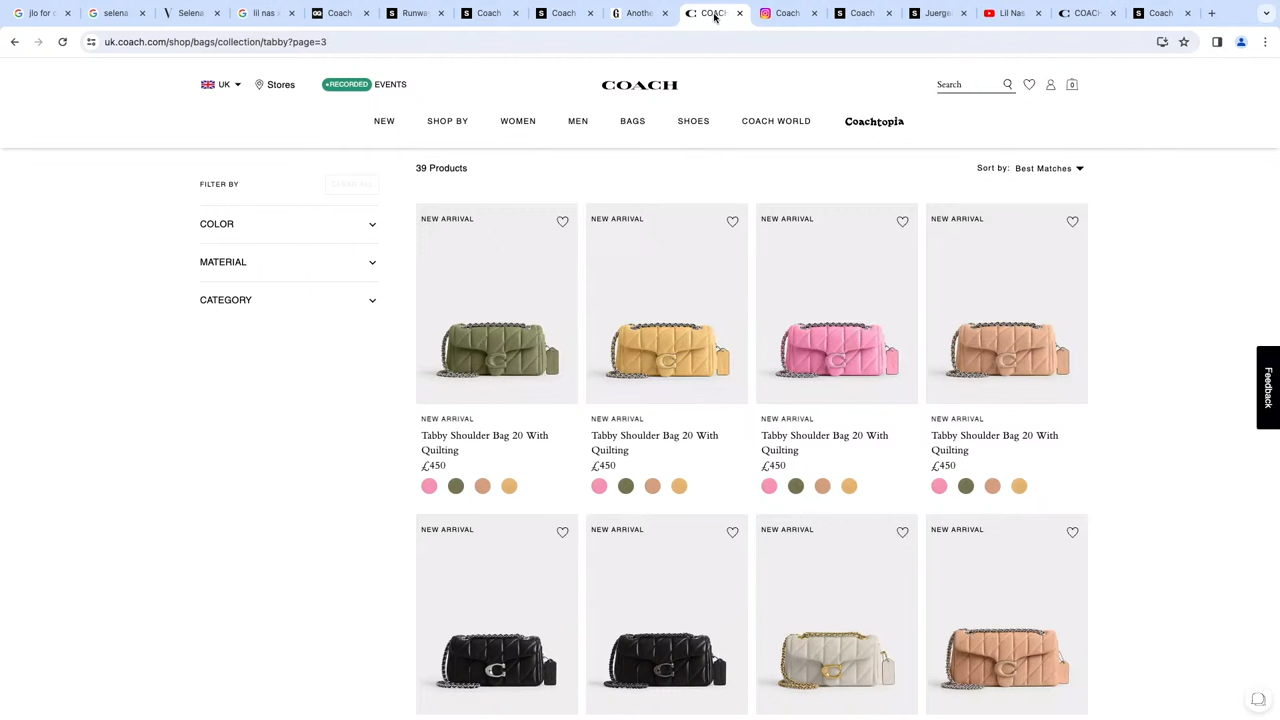 jlo for c
selena
Selena
lil nas
Coach
Runway
Coach
Coach
Anothe
COACH
Coach
Coach
Juerge
Lil Nas
COACH
Coach
uk.coach.com/shop/bags/collection/tabby?page=3
UK Stores RECORDED EVENTS
COACH
Search 0
NEW SHOP BY WOMEN MEN BAGS SHOES COACH WORLD Coachtopia
39 Products
Sort by: Best Matches
FILTER BY CLEAR ALL
COLOR
MATERIAL
CATEGORY
NEW ARRIVAL NEW ARRIVAL NEW ARRIVAL NEW ARRIVAL
NEW ARRIVAL NEW ARRIVAL NEW ARRIVAL NEW ARRIVAL
Tabby Shoulder Bag 20 With Tabby Shoulder Bag 20 With Tabby Shoulder Bag 20 With Tabby Shoulder Bag 20 With
Quilting Quilting Quilting Quilting
£450 £450 £450 £450
NEW ARRIVAL NEW ARRIVAL NEW ARRIVAL NEW ARRIVAL
Feedback